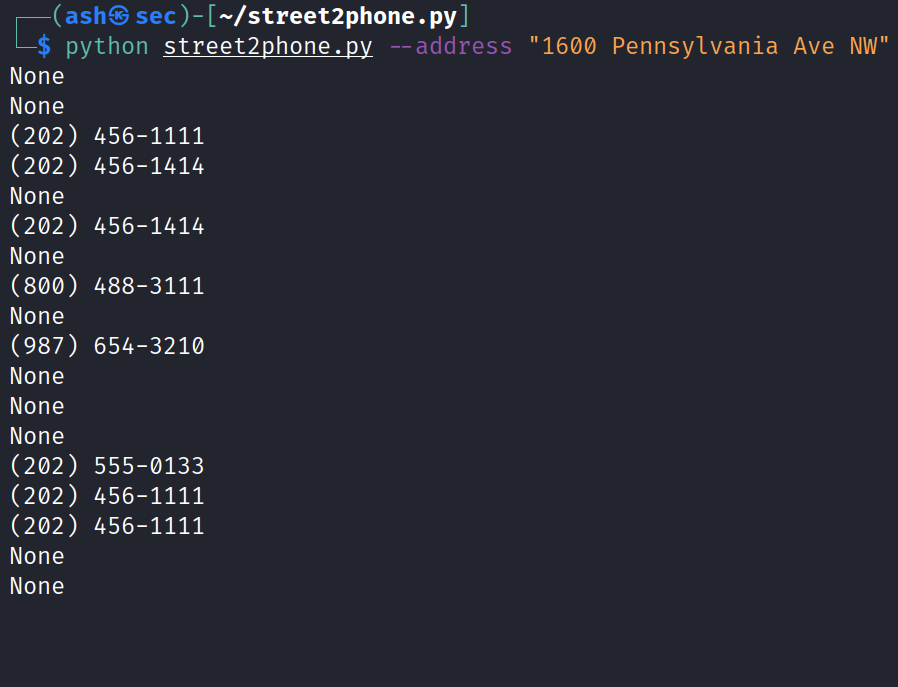 ┌──(ash㉿sec)-[~/street2phone.py]
└─$ python street2phone.py --address "1600 Pennsylvania Ave NW"
None
None
(202) 456-1111
(202) 456-1414
None
(202) 456-1414
None
(800) 488-3111
None
(987) 654-3210
None
None
None
(202) 555-0133
(202) 456-1111
(202) 456-1111
None
None